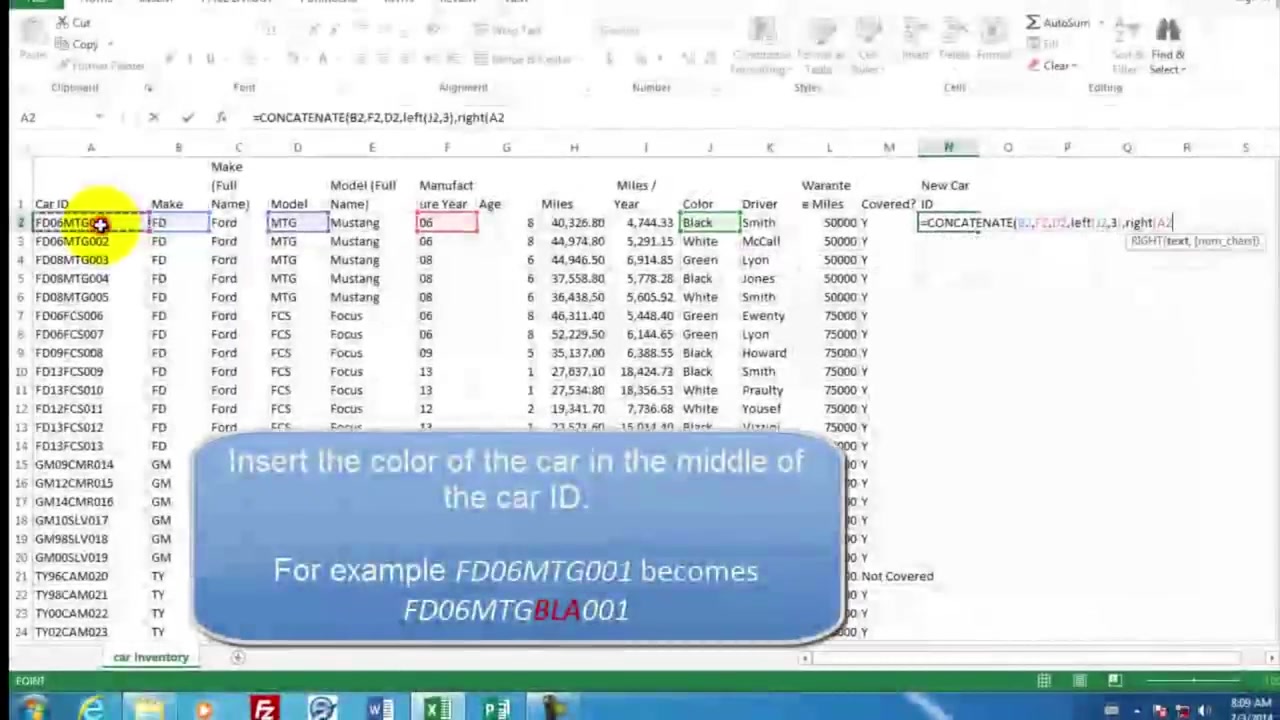 Cut
Copy
Format Painter
Paste
Wrap Text
Merge & Center
Conditional Formatting
Format as Tables
Cell
Insert Delete Format
AutoSum
Fill
Clear
Sort & Filter
Find & Select
Clipboard Font Alignment Number Styles Cell Editing
A2 fx =CONCATENATE(B2,F2,D2,left(J2,3),right(A2
A B C D E F G H I J K L M N O P Q R S
1 Car ID Make Make (Full Name) Model Model (Full Name) Manufacture Year Age Miles Miles / Year Color Driver Warantee Miles Covered? New Car ID
2 FD06MTG0 FD Ford MTG Mustang 06 8 40,326.80 4,744.33 Black Smith 50000 Y =CONCATENATE(B2,F2,D2,left(J2,3),right(A2
RIGHT(text, [num_chars])
3 FD06MTG002 FD Ford MTG Mustang 06 8 44,974.80 5,291.15 White McCall 50000 Y
4 FD08MTG003 FD Ford MTG Mustang 08 6 44,946.50 6,914.85 Green Lyon 50000 Y
5 FD08MTG004 FD Ford MTG Mustang 08 6 37,558.80 5,778.28 Black Jones 50000 Y
6 FD08MTG005 FD Ford MTG Mustang 08 6 36,438.50 5,605.92 White Smith 50000 Y
7 FD06FCS006 FD Ford FCS Focus 06 8 46,311.40 5,448.40 Green Ewenty 75000 Y
8 FD06FCS007 FD Ford FCS Focus 06 8 52,229.50 6,144.65 Green Lyon 75000 Y
9 FD09FCS008 FD Ford FCS Focus 09 5 35,137.00 6,388.55 Black Howard 75000 Y
10 FD13FCS009 FD Ford FCS Focus 13 1 27,637.10 18,424.73 Black Smith 75000 Y
11 FD13FCS010 FD Ford FCS Focus 13 1 27,534.80 18,356.53 White Praulty 75000 Y
12 FD12FCS011 FD Ford FCS Focus 12 2 19,341.70 7,736.68 White Yousef 75000 Y
13 FD13FCS012 FD Ford FCS Focus 13 1 22,521.60 15,014.40 Black Vizzini 75000 Y
14 FD13FCS013 FD
15 GM09CMR014 GM
16 GM12CMR015 GM
17 GM14CMR016 GM
18 GM10SLV017 GM
19 GM98SLV018 GM
20 GM00SLV019 GM
21 TY96CAM020 TY Not Covered
22 TY98CAM021 TY
23 TY00CAM022 TY
24 TY02CAM023 TY
Insert the color of the car in the middle of
the car ID.
For example FD06MTG001 becomes
FD06MTGBLA001
car inventory
POINT
8:09 AM